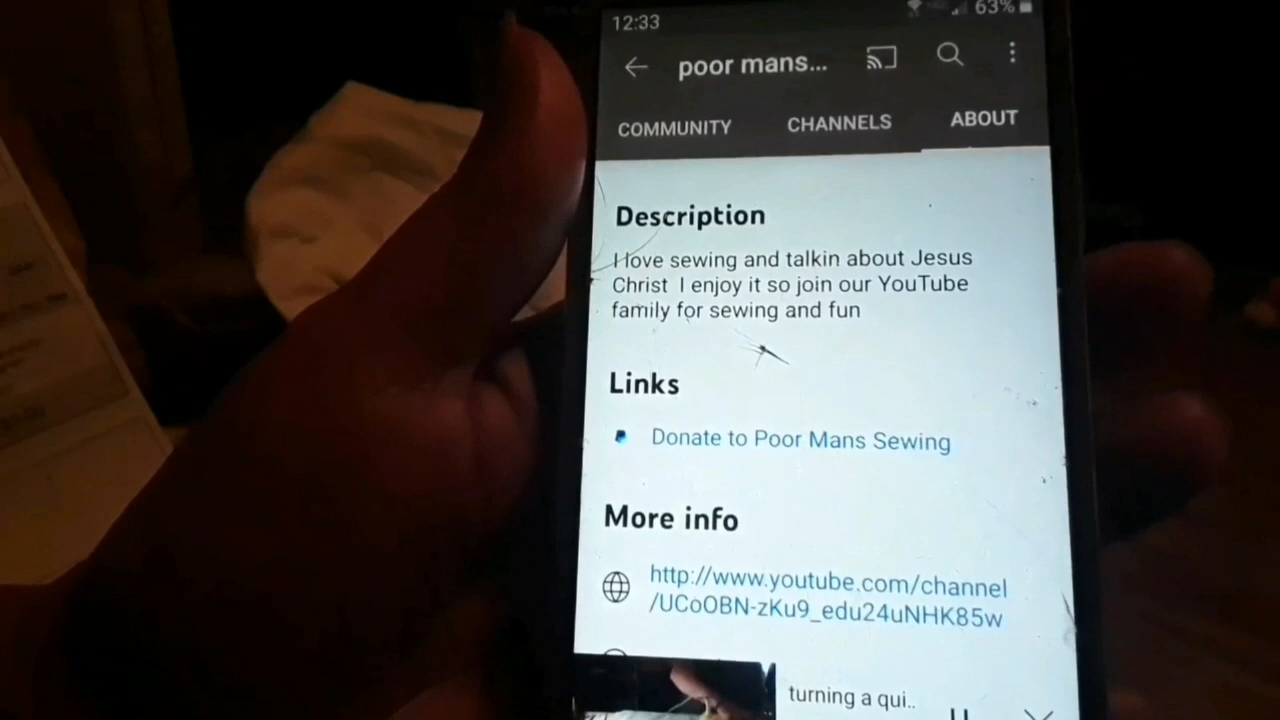 12:33
63%
poor mans...
COMMUNITY CHANNELS ABOUT
Description
I love sewing and talkin about Jesus
Christ I enjoy it so join our YouTube
family for sewing and fun
Links
Donate to Poor Mans Sewing
More info
http://www.youtube.com/channel
/UCoOBN-zKu9_edu24uNHK85w
turning a qui..